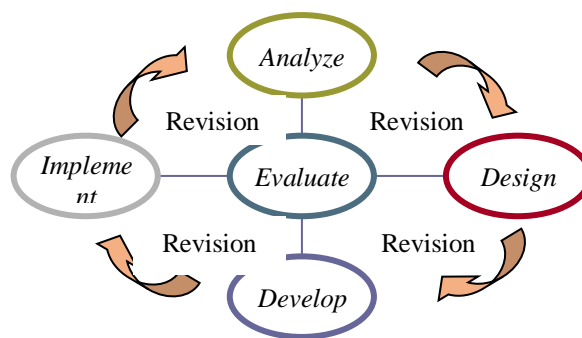 Analyze
Revision
Revision
Impleme
nt
Evaluate
Design
Revision
Revision
Develop